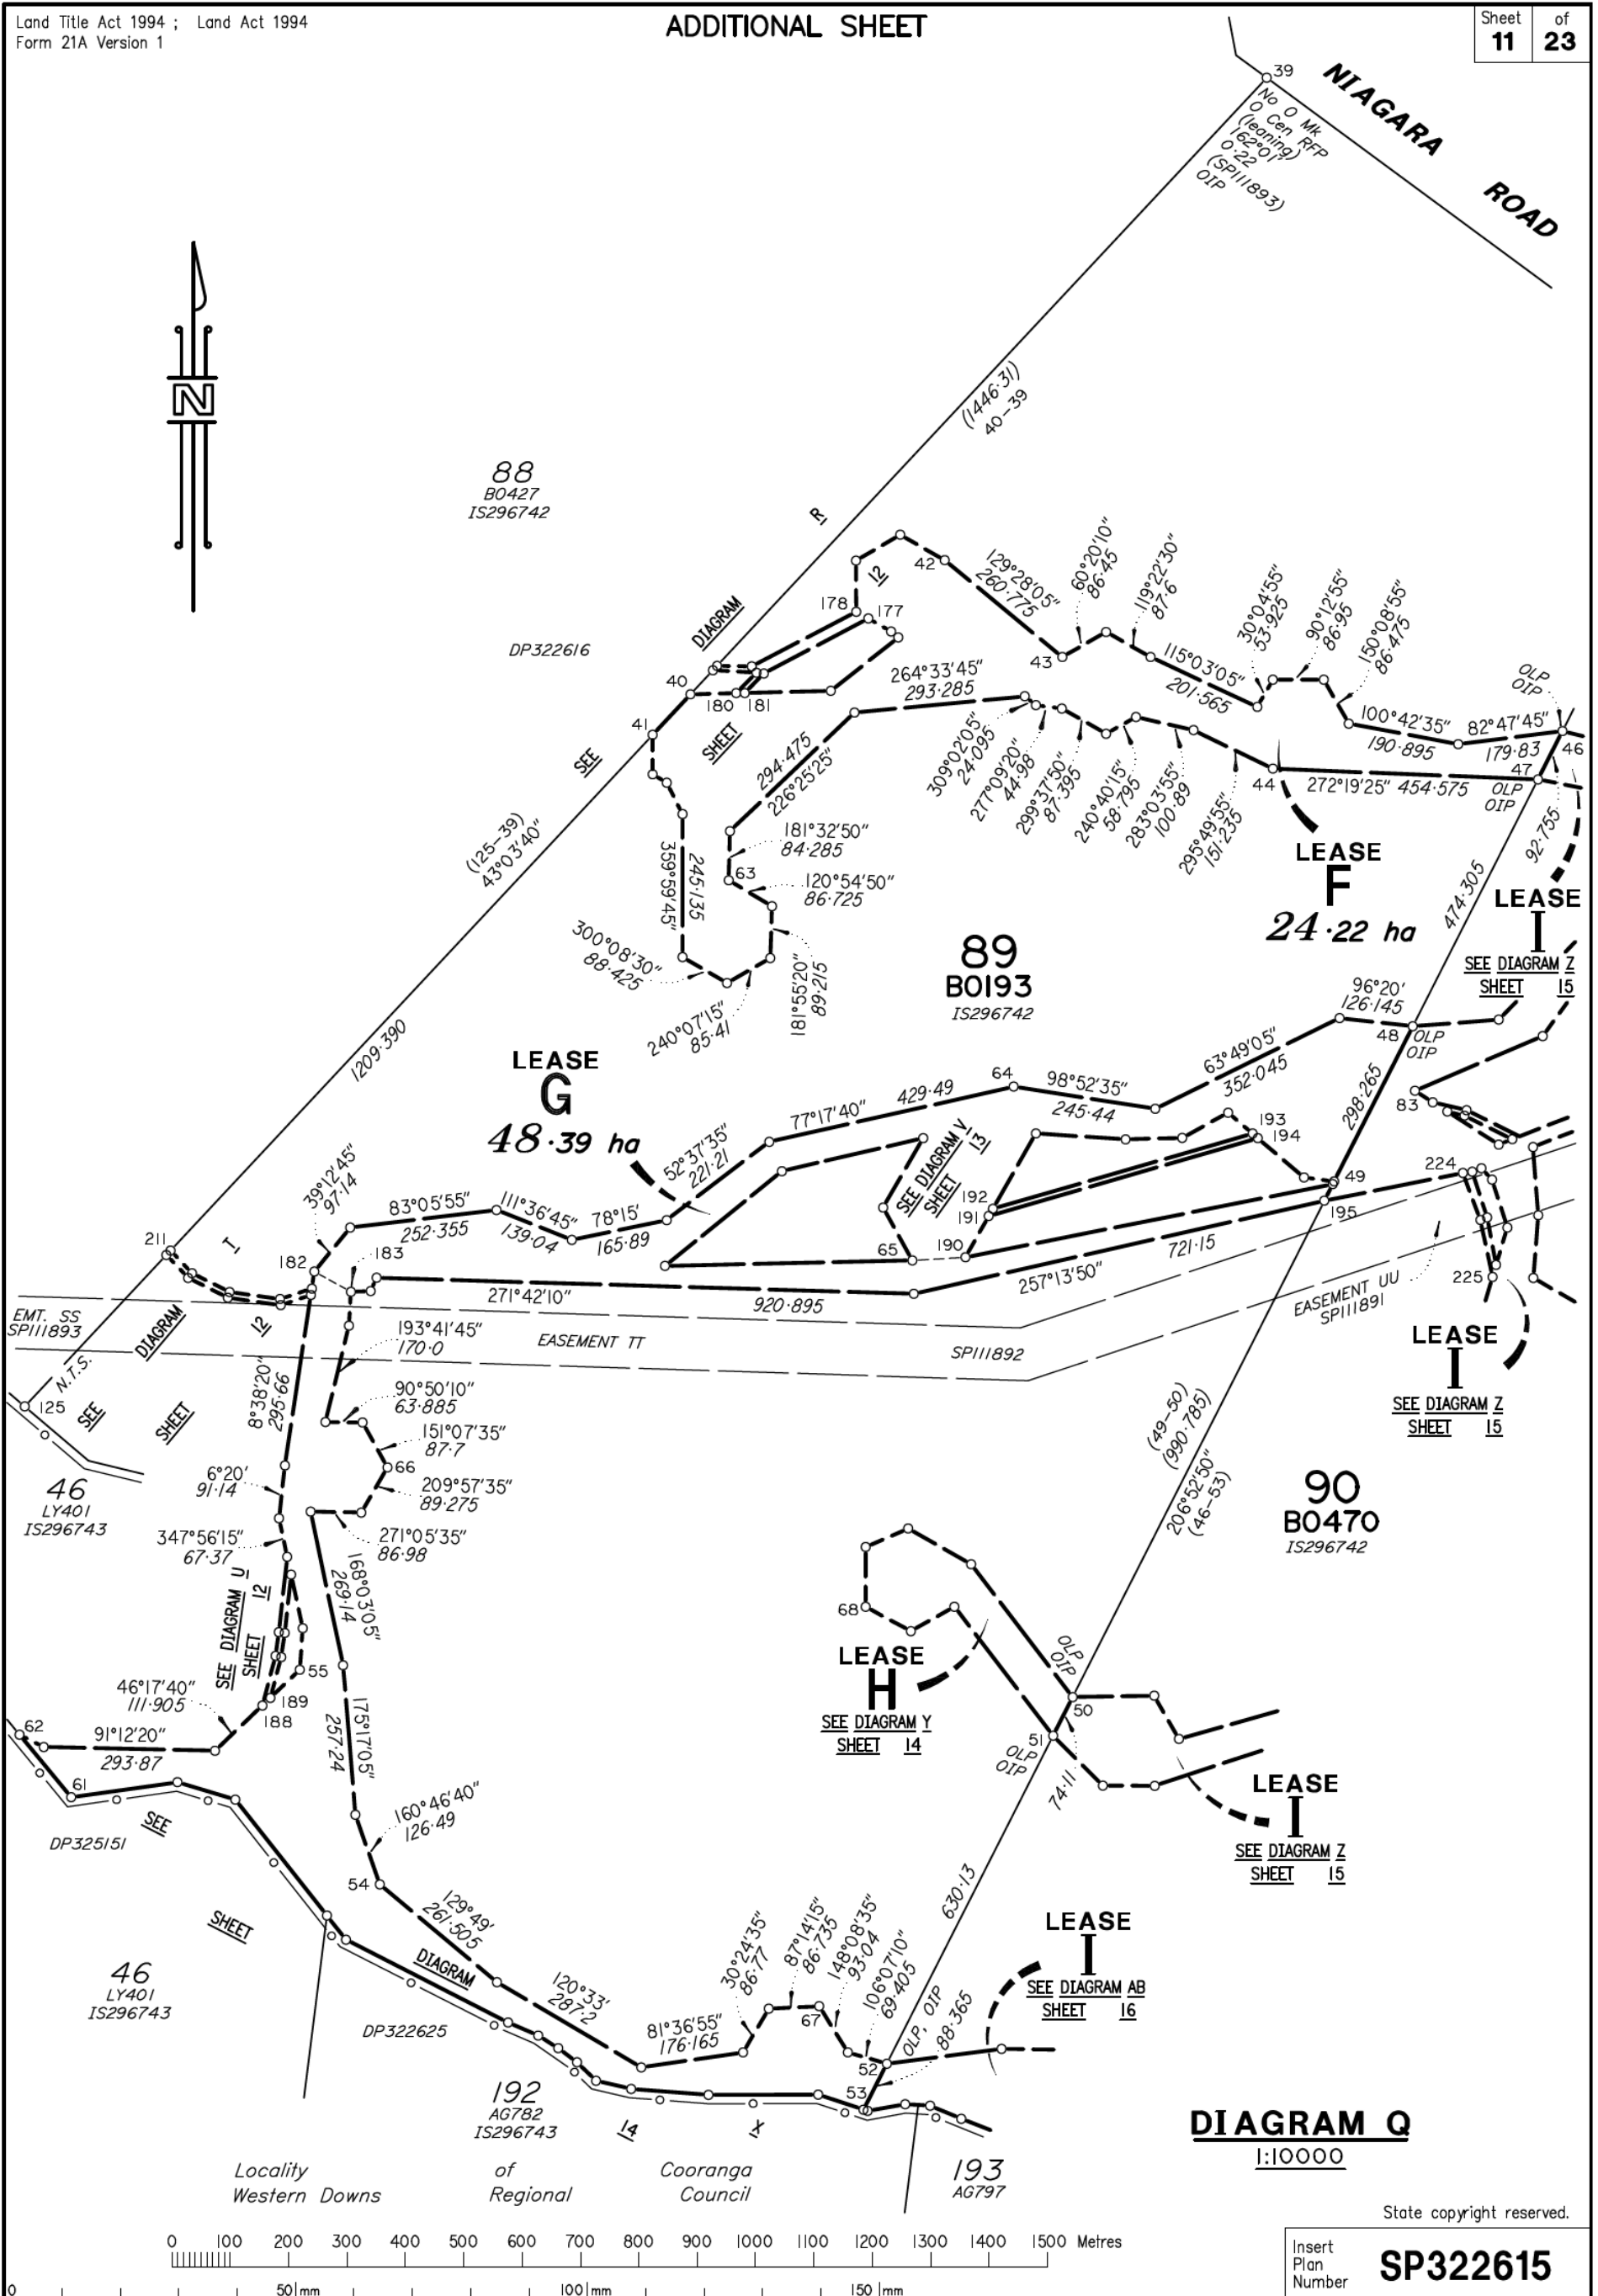 Land Title Act 1994 ; Land Act 1994
Form 21A Version 1
ADDITIONAL SHEET
Sheet
11
of
23
39
NIAGARA
ROAD
No O Mk
O Cen RFP
(leaning)
162°01'
0·22
(SP111893)
OIP
N
(1446·31)
40-39
88
B0427
IS296742
DP322616
R
12
DIAGRAM
SHEET
SEE
178
177
42
129°28'05"
260·775
60°20'10"
86·45
119°22'30"
87·6
43
115°03'05"
201·565
30°04'55"
53·925
90°12'55"
86·95
150°08'55"
86·475
100°42'35"
190·895
82°47'45"
179·83
OLP
OIP
46
47
OLP
OIP
40
180
181
41
264°33'45"
293·285
294·475
226°25'25"
309°02'05"
24·095
277°09'20"
44·98
299°37'50"
87·395
240°40'15"
58·795
283°03'55"
100·89
295°49'55"
151·235
44
272°19'25" 454·575
92·755
LEASE
F
24·22 ha
474·305
LEASE
I
SEE DIAGRAM Z
SHEET 15
(125-39)
43°03'40"
181°32'50"
84·285
63
120°54'50"
86·725
245·135
359°59'45"
300°08'30"
88·425
240°07'15"
85·41
181°55'20"
89·215
89
B0193
IS296742
96°20'
126·145
48
OLP
OIP
1209·390
LEASE
G
48·39 ha
63°49'05"
352·045
64
98°52'35"
245·44
77°17'40"
429·49
298·265
83
52°37'35"
221·21
SEE DIAGRAM V
SHEET 13
193
194
39°12'45"
97·14
83°05'55"
252·355
111°36'45"
139·04
78°15'
165·89
192
191
49
224
195
211
T
182
183
65
190
721·15
257°13'50"
225
271°42'10"
920·895
EMT. SS
SP111893
DIAGRAM
12
193°41'45"
170·0
EASEMENT TT
SP111892
EASEMENT UU
SP111891
LEASE
I
SEE DIAGRAM Z
SHEET 15
N.T.S.
125
SEE
SHEET
8°38'20"
295·66
90°50'10"
63·885
151°07'35"
87·7
66
209°57'35"
89·275
271°05'35"
86·98
(49-50)
(990·785)
206°52'50"
(46-53)
46
LY401
IS296743
6°20'
91·14
347°56'15"
67·37
90
B0470
IS296742
168°03'05"
269·14
SEE DIAGRAM U
SHEET 12
68
LEASE
H
SEE DIAGRAM Y
SHEET 14
OLP
OIP
50
51
OLP
OIP
74·11
55
189
188
46°17'40"
111·905
62
91°12'20"
293·87
61
175°17'05"
257·24
LEASE
I
SEE DIAGRAM Z
SHEET 15
DP325151
SEE
160°46'40"
126·49
54
129°49'
261·505
630·13
SHEET
DIAGRAM
30°24'35"
86·77
87°14'15"
86·735
148°08'35"
93·04
106°07'10"
69·405
LEASE
I
SEE DIAGRAM AB
SHEET 16
46
LY401
IS296743
120°33'
287·2
DP322625
81°36'55"
176·165
67
OLP, OIP
88·365
52
53
192
AG782
IS296743
14
X
193
AG797
DIAGRAM Q
1:10000
Locality of Cooranga
Western Downs Regional Council
State copyright reserved.
0 100 200 300 400 500 600 700 800 900 1000 1100 1200 1300 1400 1500 Metres
0 50mm 100mm 150mm
Insert
Plan
Number
SP322615